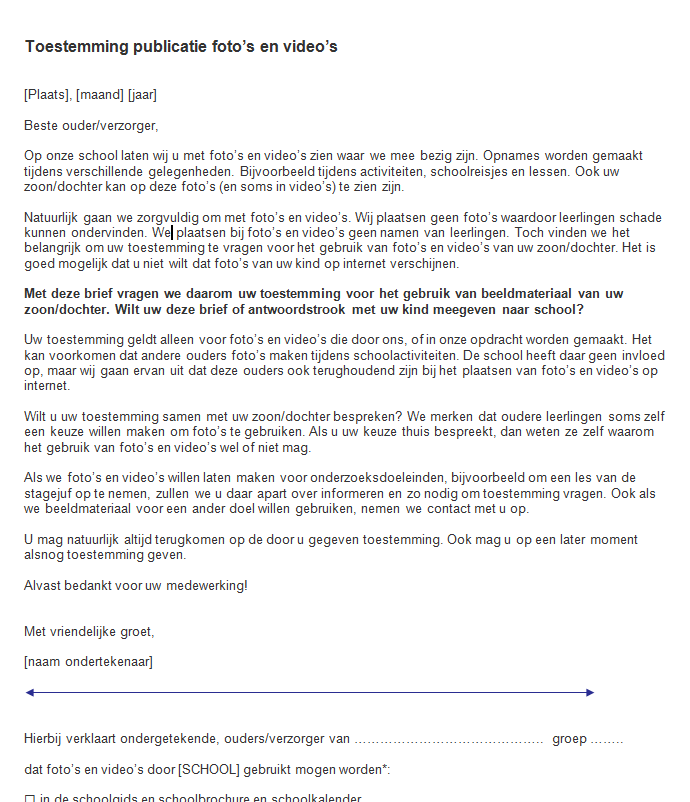 Toestemming publicatie foto's en video's
[Plaats], [maand] [jaar]
Beste ouder/verzorger,
Op onze school laten wij u met foto's en video's zien waar we mee bezig zijn. Opnames worden gemaakt
tijdens verschillende gelegenheden. Bijvoorbeeld tijdens activiteiten, schoolreisjes en lessen. Ook uw
zoon/dochter kan op deze foto's (en soms in video's) te zien zijn.
Natuurlijk gaan we zorgvuldig om met foto's en video's. Wij plaatsen geen foto's waardoor leerlingen schade
kunnen ondervinden. We plaatsen bij foto's en video's geen namen van leerlingen. Toch vinden we het
belangrijk om uw toestemming te vragen voor het gebruik van foto's en video's van uw zoon/dochter. Het is
goed mogelijk dat u niet wilt dat foto's van uw kind op internet verschijnen.
Met deze brief vragen we daarom uw toestemming voor het gebruik van beeldmateriaal van uw
zoon/dochter. Wilt uw deze brief of antwoordstrook met uw kind meegeven naar school?
Uw toestemming geldt alleen voor foto's en video's die door ons, of in onze opdracht worden gemaakt. Het
kan voorkomen dat andere ouders foto's maken tijdens schoolactiviteiten. De school heeft daar geen invloed
op, maar wij gaan ervan uit dat deze ouders ook terughoudend zijn bij het plaatsen van foto's en video's op
internet.
Wilt u uw toestemming samen met uw zoon/dochter bespreken? We merken dat oudere leerlingen soms zelf
een keuze willen maken om foto's te gebruiken. Als u uw keuze thuis bespreekt, dan weten ze zelf waarom
het gebruik van foto's en video's wel of niet mag.
Als we foto's en video's willen laten maken voor onderzoeksdoeleinden, bijvoorbeeld om een les van de
stagejuf op te nemen, zullen we u daar apart over informeren en zo nodig om toestemming vragen. Ook als
we beeldmateriaal voor een ander doel willen gebruiken, nemen we contact met u op.
U mag natuurlijk altijd terugkomen op de door u gegeven toestemming. Ook mag u op een later moment
alsnog toestemming geven.
Alvast bedankt voor uw medewerking!
Met vriendelijke groet,
[naam ondertekenaar]
Hierbij verklaart ondergetekende, ouders/verzorger van …………………………………….. groep ……..
dat foto's en video's door [SCHOOL] gebruikt mogen worden*:
☐ in de schoolgids en schoolbrochure en schoolkalender